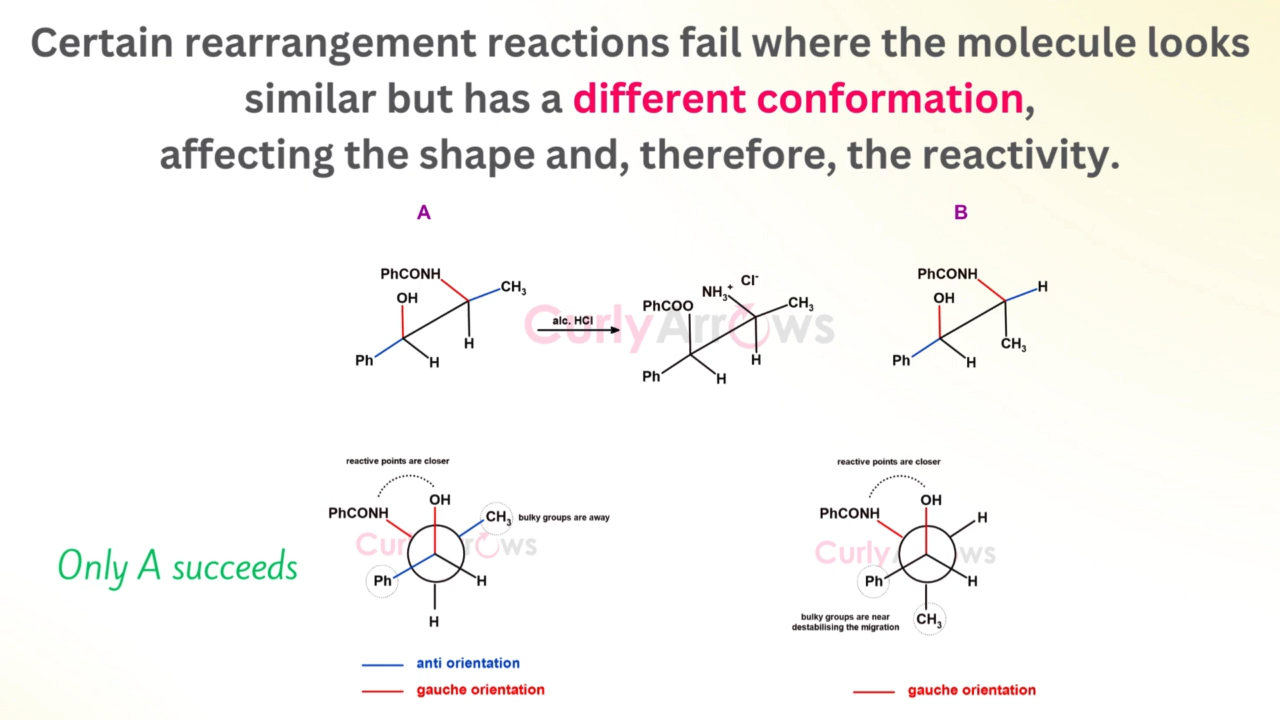 Certain rearrangement reactions fail where the molecule looks
similar but has a different conformation,
affecting the shape and, therefore, the reactivity.
A
B
PhCONH
OH
CH₃
Ph
H
H
alc. HCl
PhCOO
NH₃⁺
Cl⁻
CH₃
Ph
H
H
PhCONH
OH
H
Ph
H
CH₃
CurlyArrows
reactive points are closer
PhCONH
OH
CH₃ bulky groups are away
CurlyArrows
Ph
H
H
Only A succeeds
reactive points are closer
PhCONH
OH
H
CurlyArrows
Ph
H
bulky groups are near
destabilising the migration
CH₃
anti orientation
gauche orientation
gauche orientation